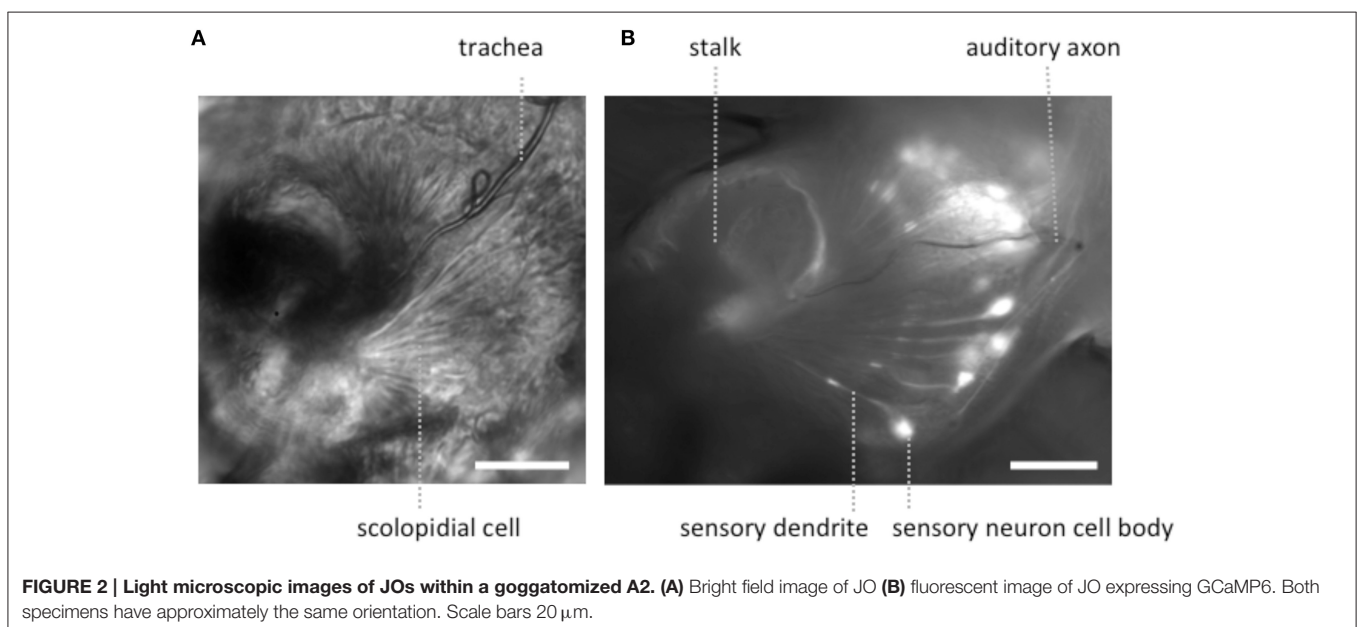 A
trachea
B
stalk
auditory axon
scolopidial cell
sensory dendrite
sensory neuron cell body
FIGURE 2 | Light microscopic images of JOs within a goggatomized A2. (A) Bright field image of JO (B) fluorescent image of JO expressing GCaMP6. Both
specimens have approximately the same orientation. Scale bars 20 μm.